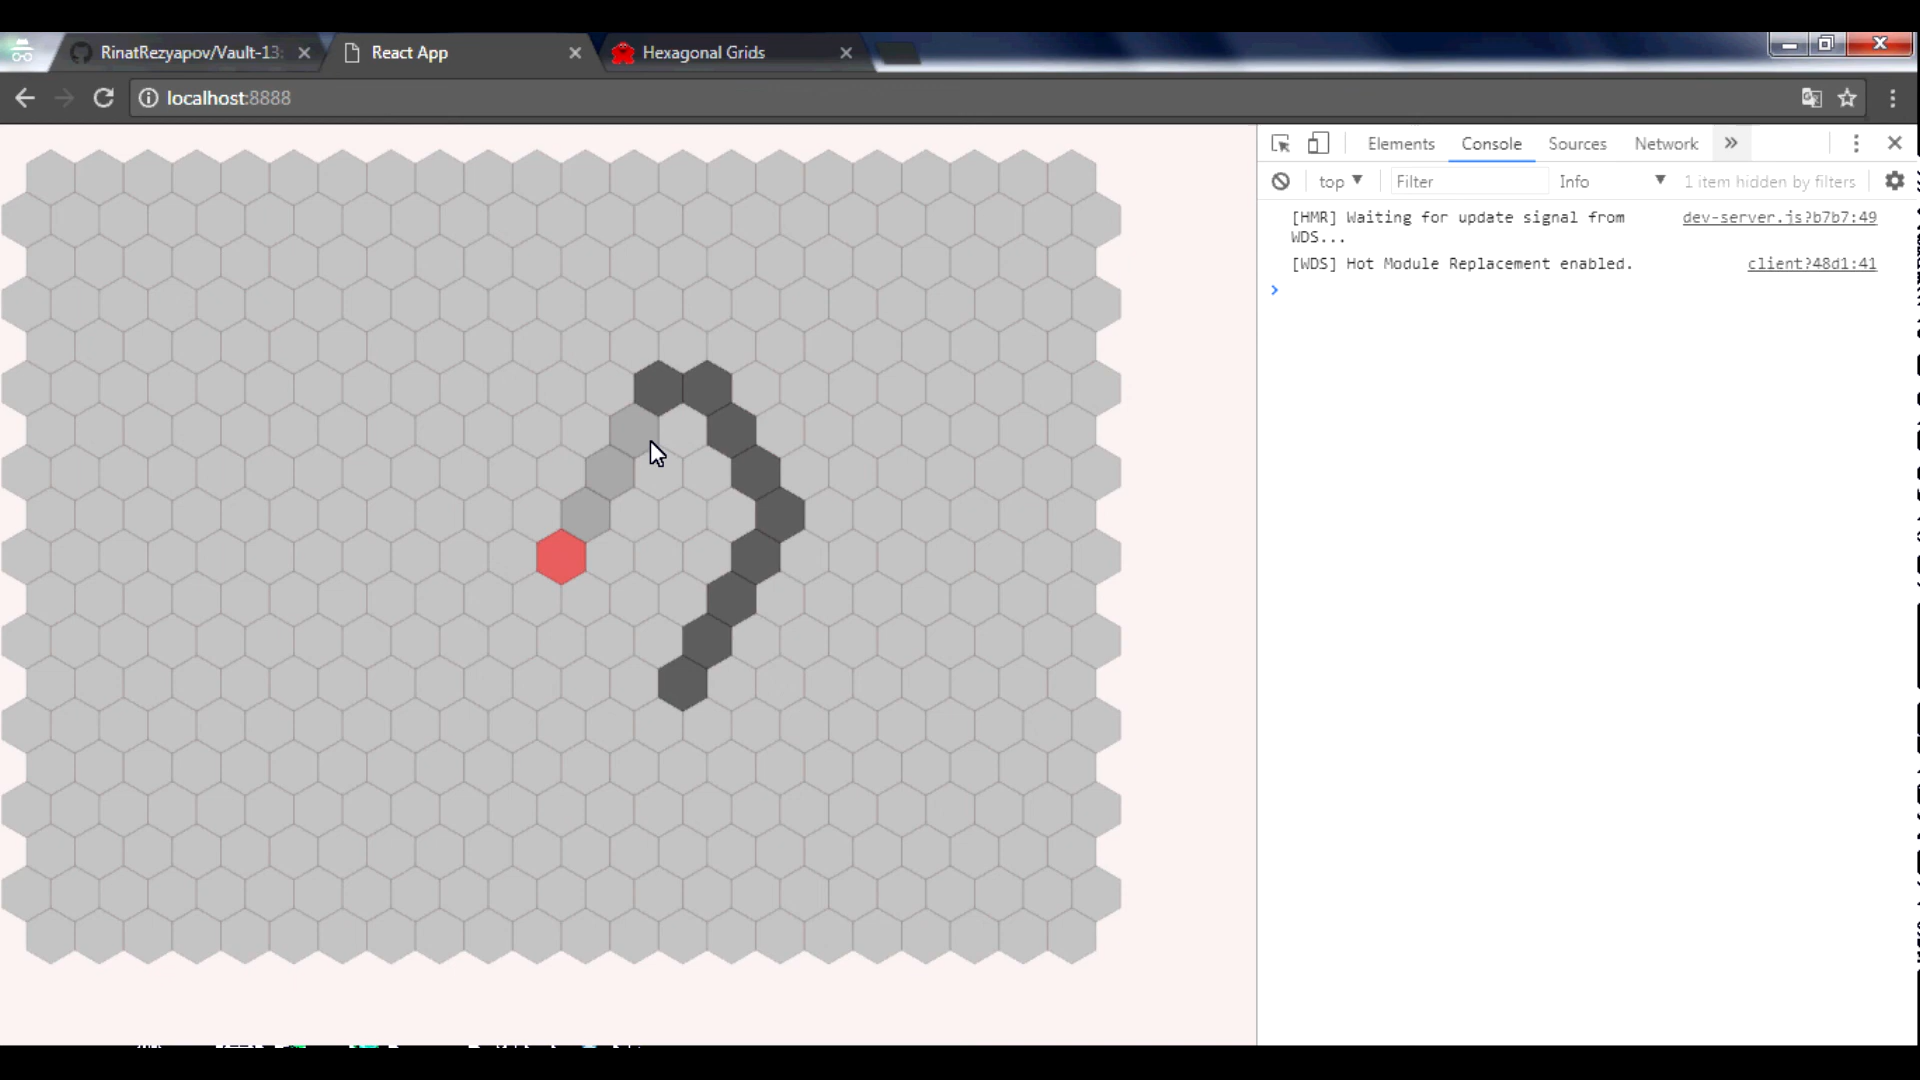 RinatRezyapov/Vault-13:
React App
Hexagonal Grids
localhost:8888
Elements
Console
Sources
Network
top
Filter
Info
1 item hidden by filters
[HMR] Waiting for update signal from
WDS...
dev-server.js?b7b7:49
[WDS] Hot Module Replacement enabled.
client?48d1:41